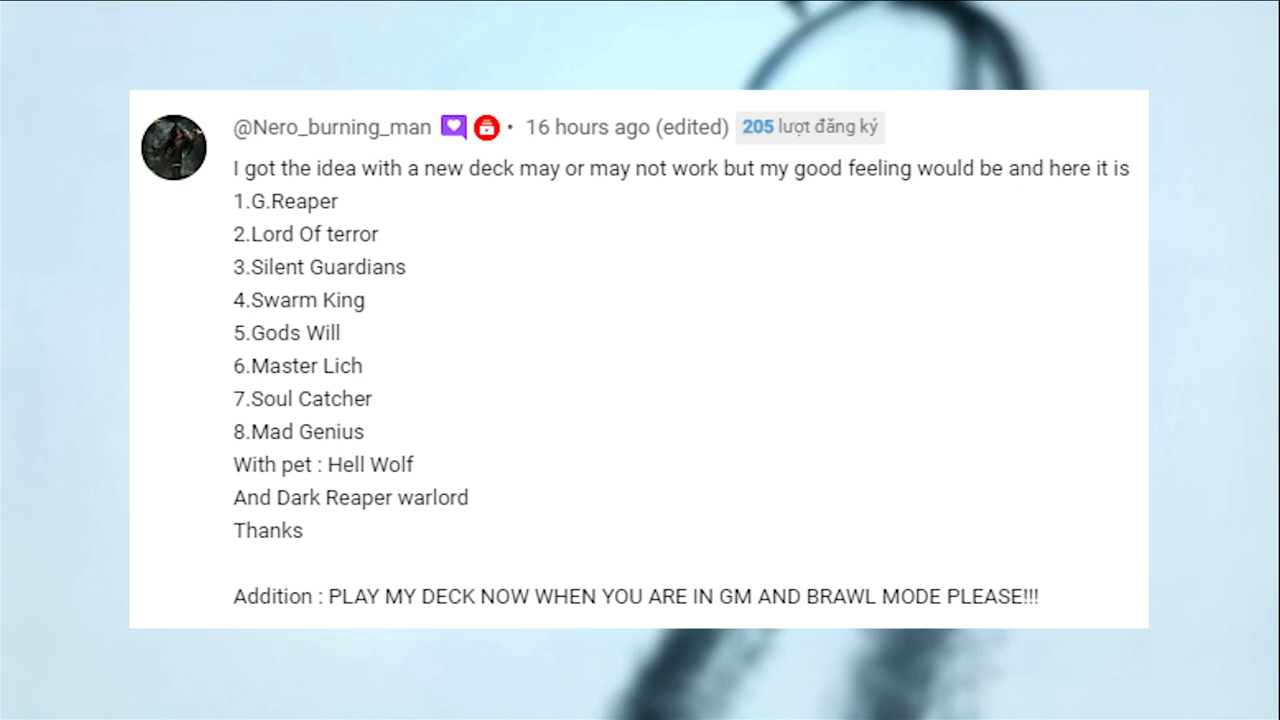 @Nero_burning_man • 16 hours ago (edited) 205 lượt đăng ký
I got the idea with a new deck may or may not work but my good feeling would be and here it is
1.G.Reaper
2.Lord Of terror
3.Silent Guardians
4.Swarm King
5.Gods Will
6.Master Lich
7.Soul Catcher
8.Mad Genius
With pet : Hell Wolf
And Dark Reaper warlord
Thanks
Addition : PLAY MY DECK NOW WHEN YOU ARE IN GM AND BRAWL MODE PLEASE!!!